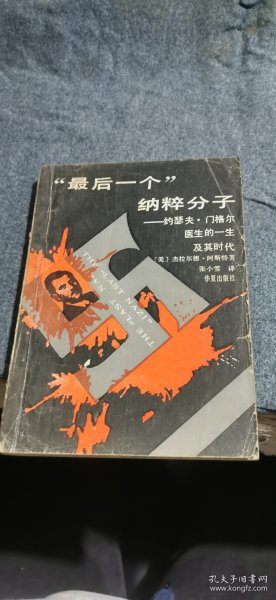 “最后一个”
纳粹分子
——约瑟夫·门格尔
医生的一生
及其时代
〔美〕杰拉尔德·阿斯特著
张小雪 译
华夏出版社
THE "LAST" NAZI
孔夫子旧书网